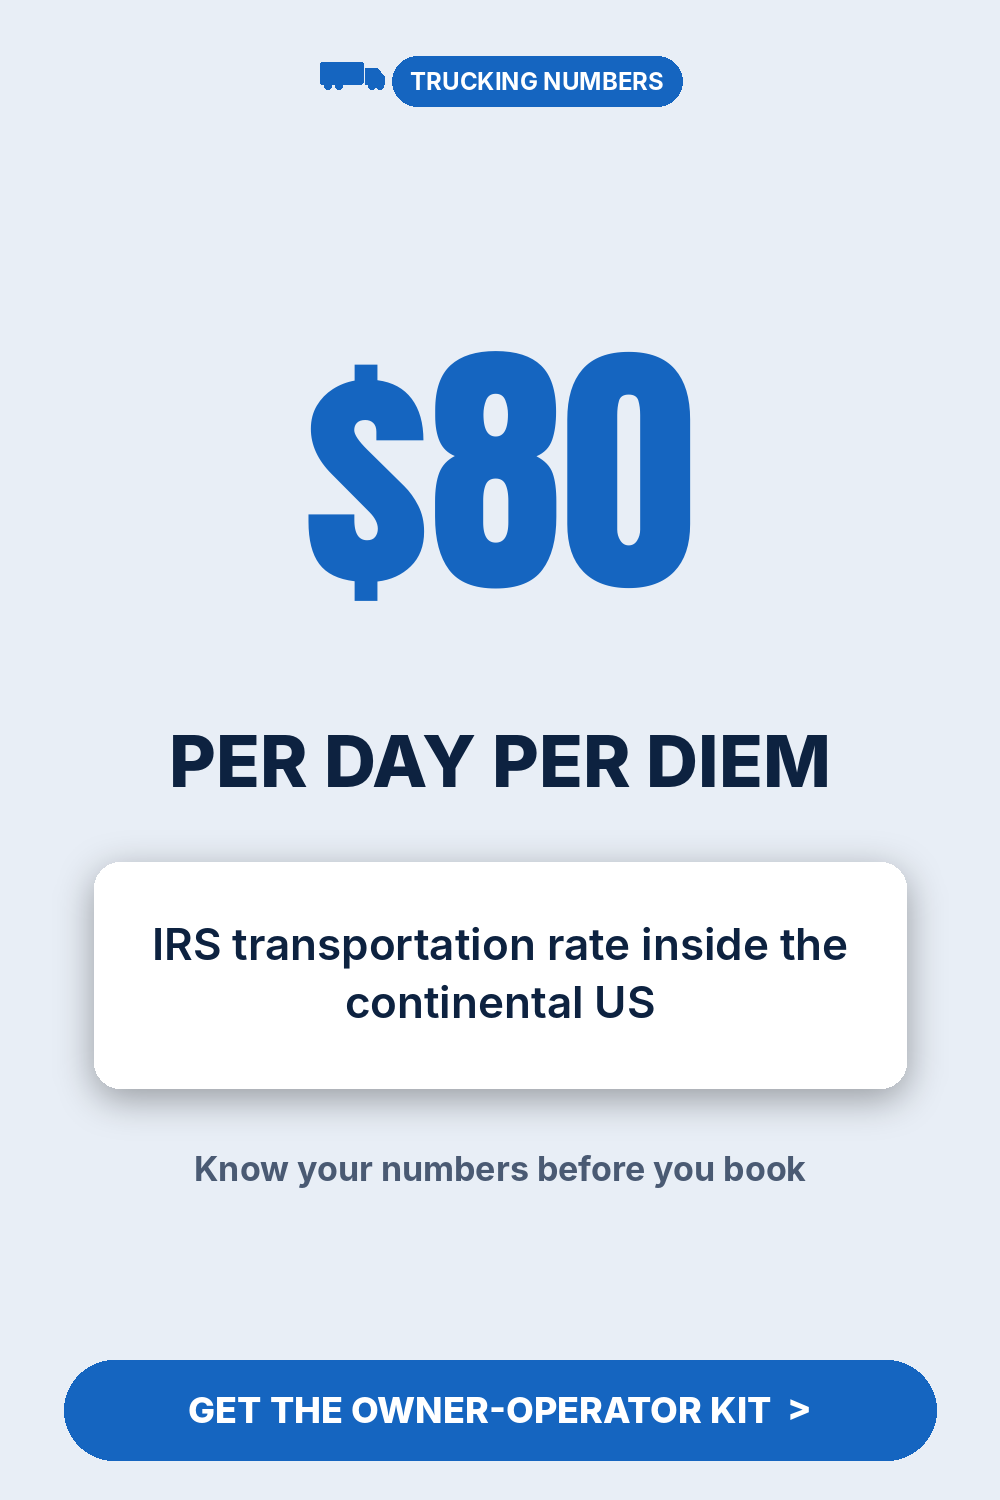 TRUCKING NUMBERS
$80
PER DAY PER DIEM
IRS transportation rate inside the
continental US
Know your numbers before you book
GET THE OWNER-OPERATOR KIT >